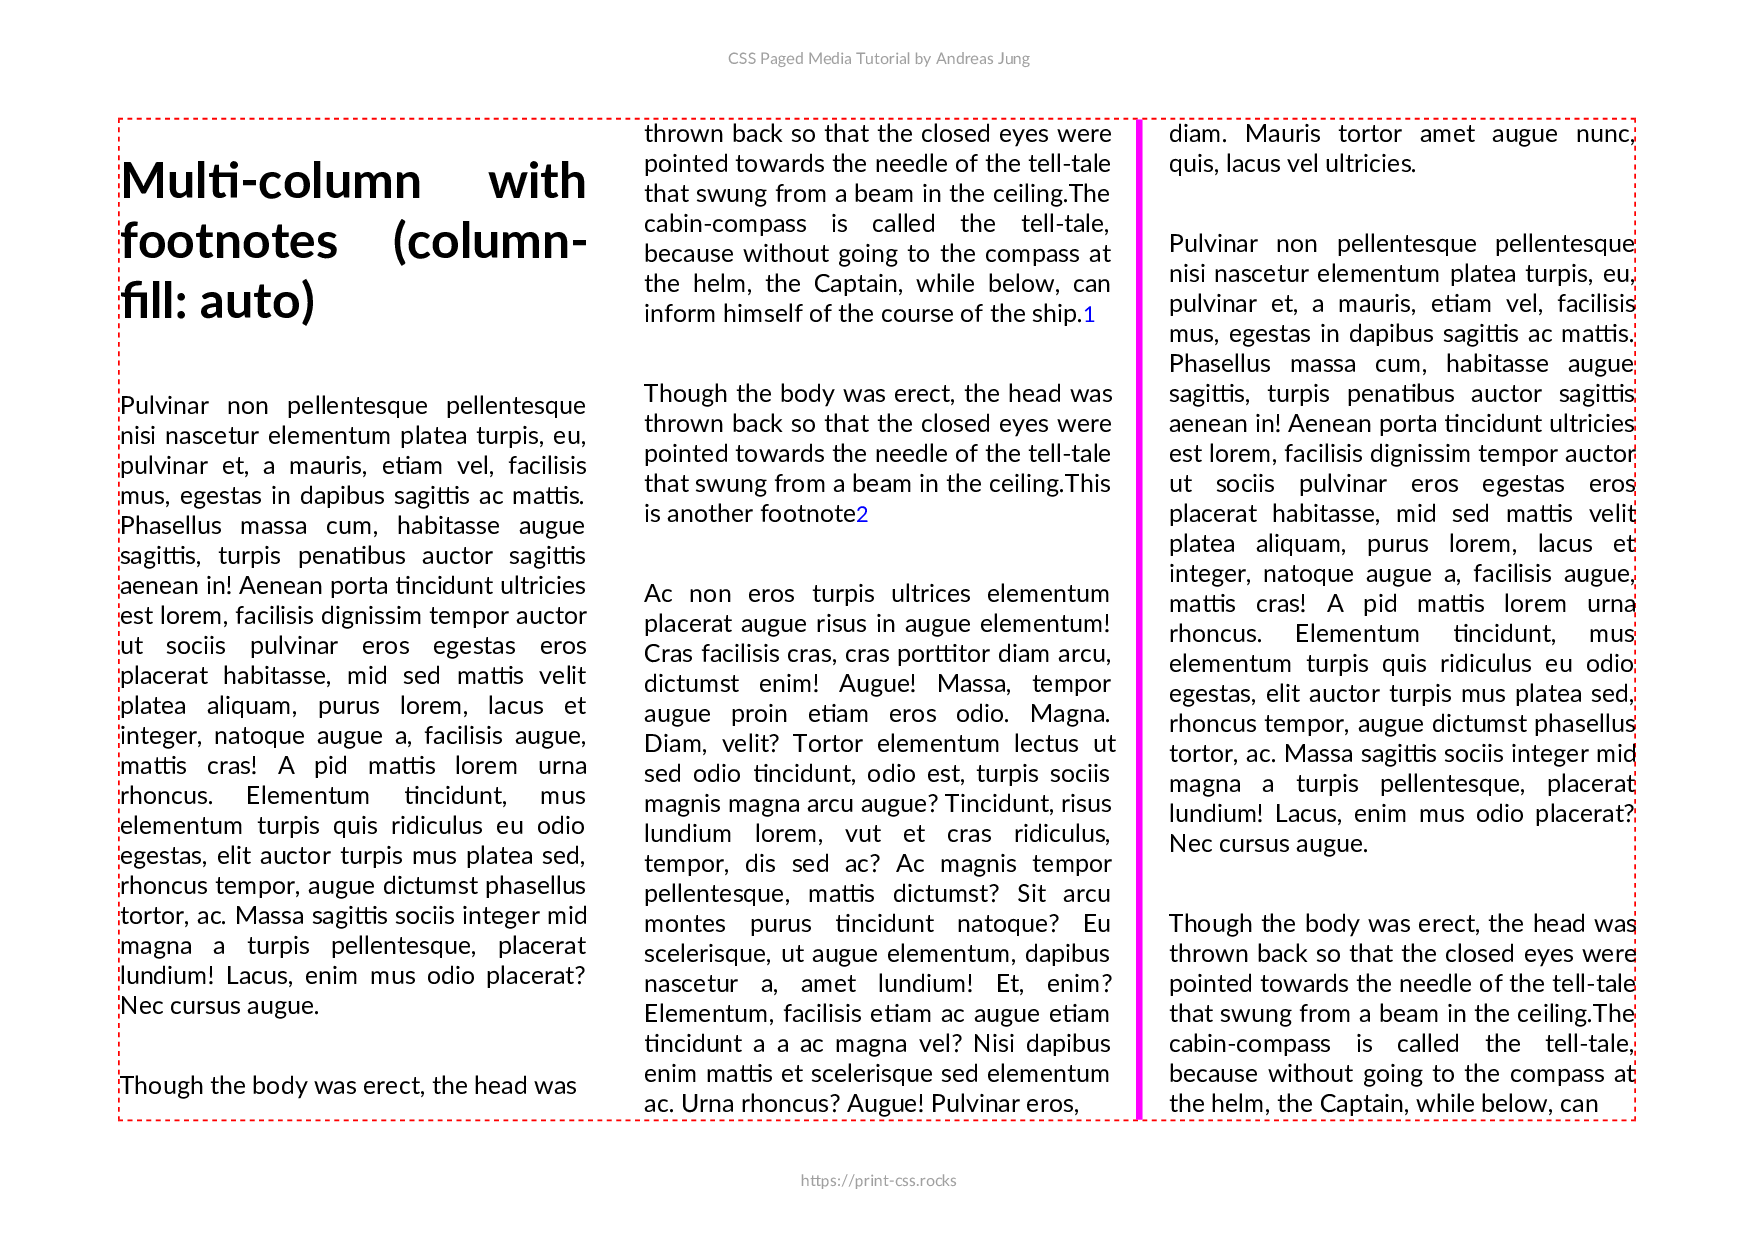 CSS Paged Media Tutorial by Andreas Jung
Multi-column with
footnotes (column-
fill: auto)
Pulvinar non pellentesque pellentesque
nisi nascetur elementum platea turpis, eu,
pulvinar et, a mauris, etiam vel, facilisis
mus, egestas in dapibus sagittis ac mattis.
Phasellus massa cum, habitasse augue
sagittis, turpis penatibus auctor sagittis
aenean in! Aenean porta tincidunt ultricies
est lorem, facilisis dignissim tempor auctor
ut sociis pulvinar eros egestas eros
placerat habitasse, mid sed mattis velit
platea aliquam, purus lorem, lacus et
integer, natoque augue a, facilisis augue,
mattis cras! A pid mattis lorem urna
rhoncus. Elementum tincidunt, mus
elementum turpis quis ridiculus eu odio
egestas, elit auctor turpis mus platea sed,
rhoncus tempor, augue dictumst phasellus
tortor, ac. Massa sagittis sociis integer mid
magna a turpis pellentesque, placerat
lundium! Lacus, enim mus odio placerat?
Nec cursus augue.
Though the body was erect, the head was
thrown back so that the closed eyes were
pointed towards the needle of the tell-tale
that swung from a beam in the ceiling.The
cabin-compass is called the tell-tale,
because without going to the compass at
the helm, the Captain, while below, can
inform himself of the course of the ship.1
Though the body was erect, the head was
thrown back so that the closed eyes were
pointed towards the needle of the tell-tale
that swung from a beam in the ceiling.This
is another footnote2
Ac non eros turpis ultrices elementum
placerat augue risus in augue elementum!
Cras facilisis cras, cras porttitor diam arcu,
dictumst enim! Augue! Massa, tempor
augue proin etiam eros odio. Magna.
Diam, velit? Tortor elementum lectus ut
sed odio tincidunt, odio est, turpis sociis
magnis magna arcu augue? Tincidunt, risus
lundium lorem, vut et cras ridiculus,
tempor, dis sed ac? Ac magnis tempor
pellentesque, mattis dictumst? Sit arcu
montes purus tincidunt natoque? Eu
scelerisque, ut augue elementum, dapibus
nascetur a, amet lundium! Et, enim?
Elementum, facilisis etiam ac augue etiam
tincidunt a a ac magna vel? Nisi dapibus
enim mattis et scelerisque sed elementum
ac. Urna rhoncus? Augue! Pulvinar eros,
diam. Mauris tortor amet augue nunc,
quis, lacus vel ultricies.
Pulvinar non pellentesque pellentesque
nisi nascetur elementum platea turpis, eu,
pulvinar et, a mauris, etiam vel, facilisis
mus, egestas in dapibus sagittis ac mattis.
Phasellus massa cum, habitasse augue
sagittis, turpis penatibus auctor sagittis
aenean in! Aenean porta tincidunt ultricies
est lorem, facilisis dignissim tempor auctor
ut sociis pulvinar eros egestas eros
placerat habitasse, mid sed mattis velit
platea aliquam, purus lorem, lacus et
integer, natoque augue a, facilisis augue,
mattis cras! A pid mattis lorem urna
rhoncus. Elementum tincidunt, mus
elementum turpis quis ridiculus eu odio
egestas, elit auctor turpis mus platea sed,
rhoncus tempor, augue dictumst phasellus
tortor, ac. Massa sagittis sociis integer mid
magna a turpis pellentesque, placerat
lundium! Lacus, enim mus odio placerat?
Nec cursus augue.
Though the body was erect, the head was
thrown back so that the closed eyes were
pointed towards the needle of the tell-tale
that swung from a beam in the ceiling.The
cabin-compass is called the tell-tale,
because without going to the compass at
the helm, the Captain, while below, can
https://print-css.rocks